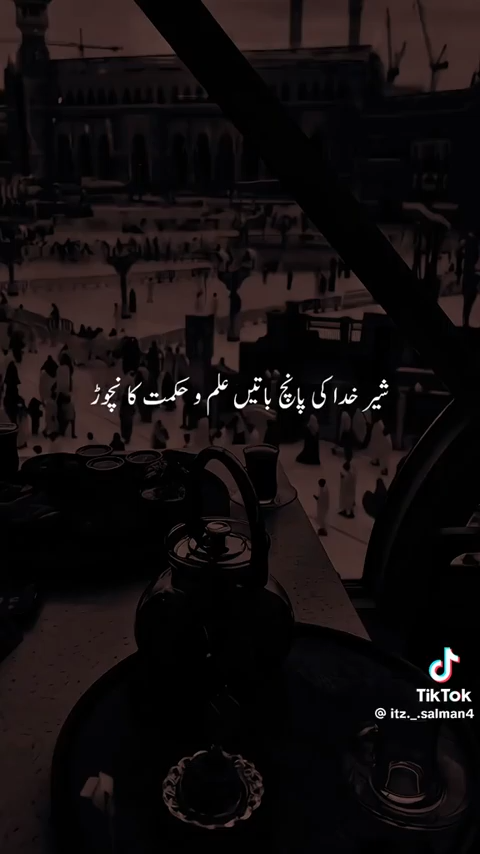 شیر خدا کی پانچ باتیں علم و حکمت کا نچوڑ
TikTok
@ itz._.salman4